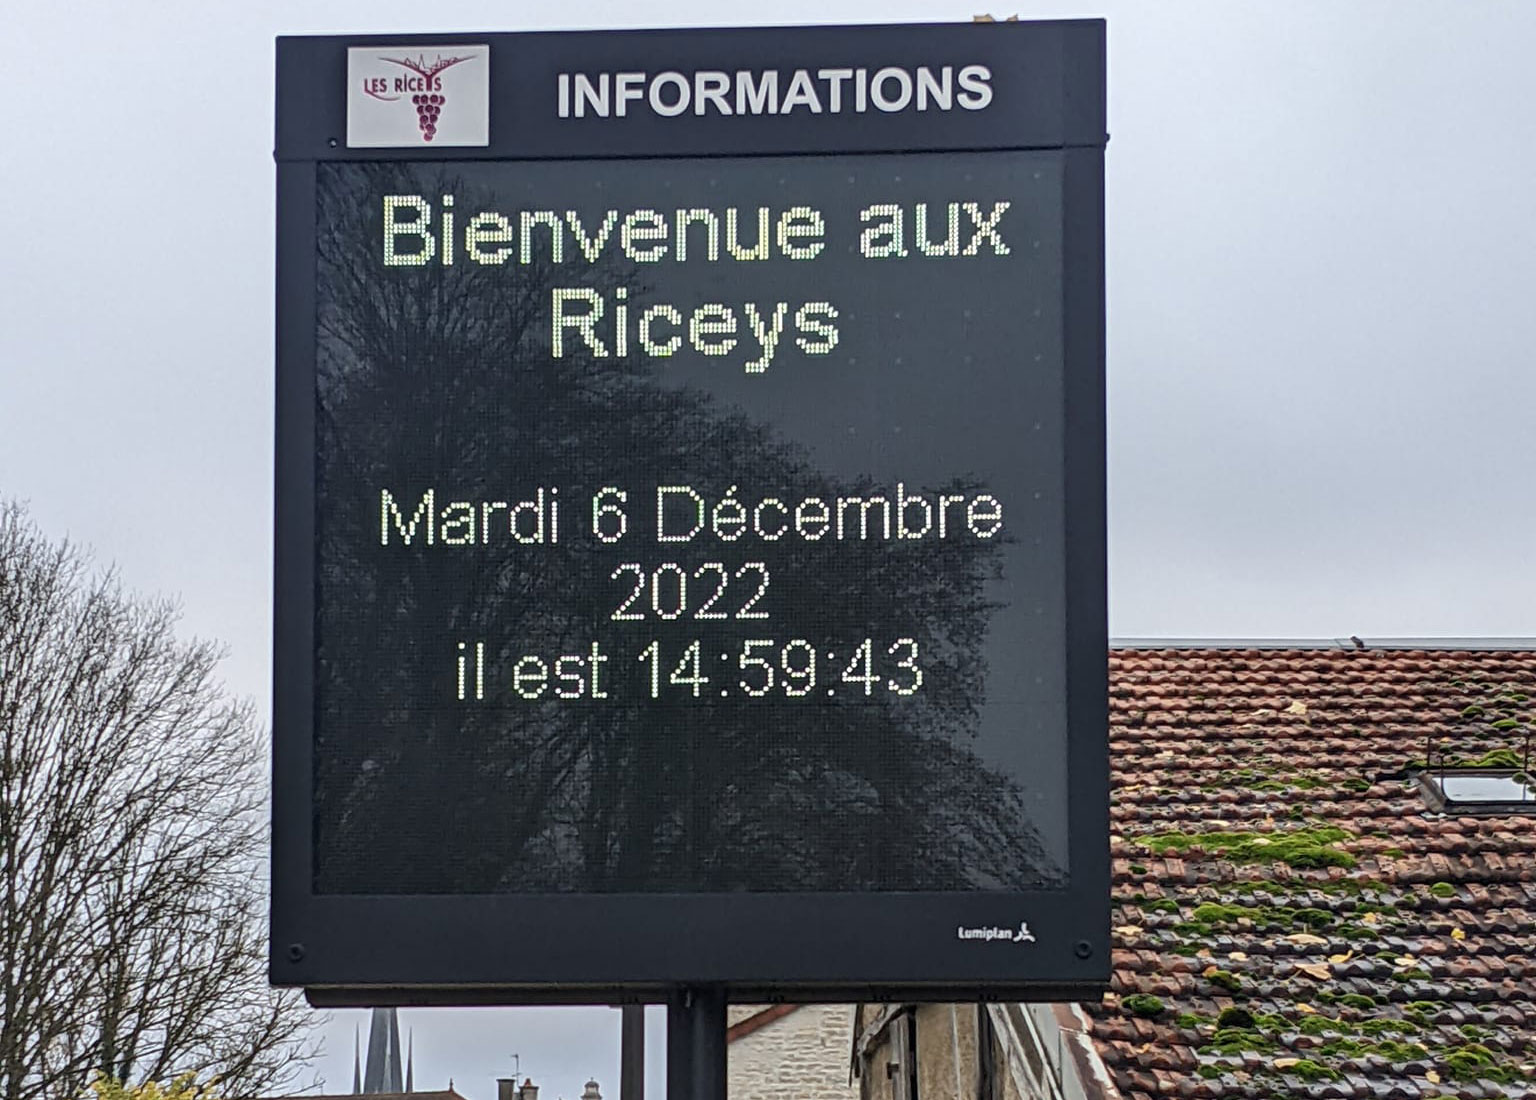 LES RICEYS
INFORMATIONS
Bienvenue aux
Riceys
Mardi 6 Décembre
2022
il est 14:59:43
Lumiplan